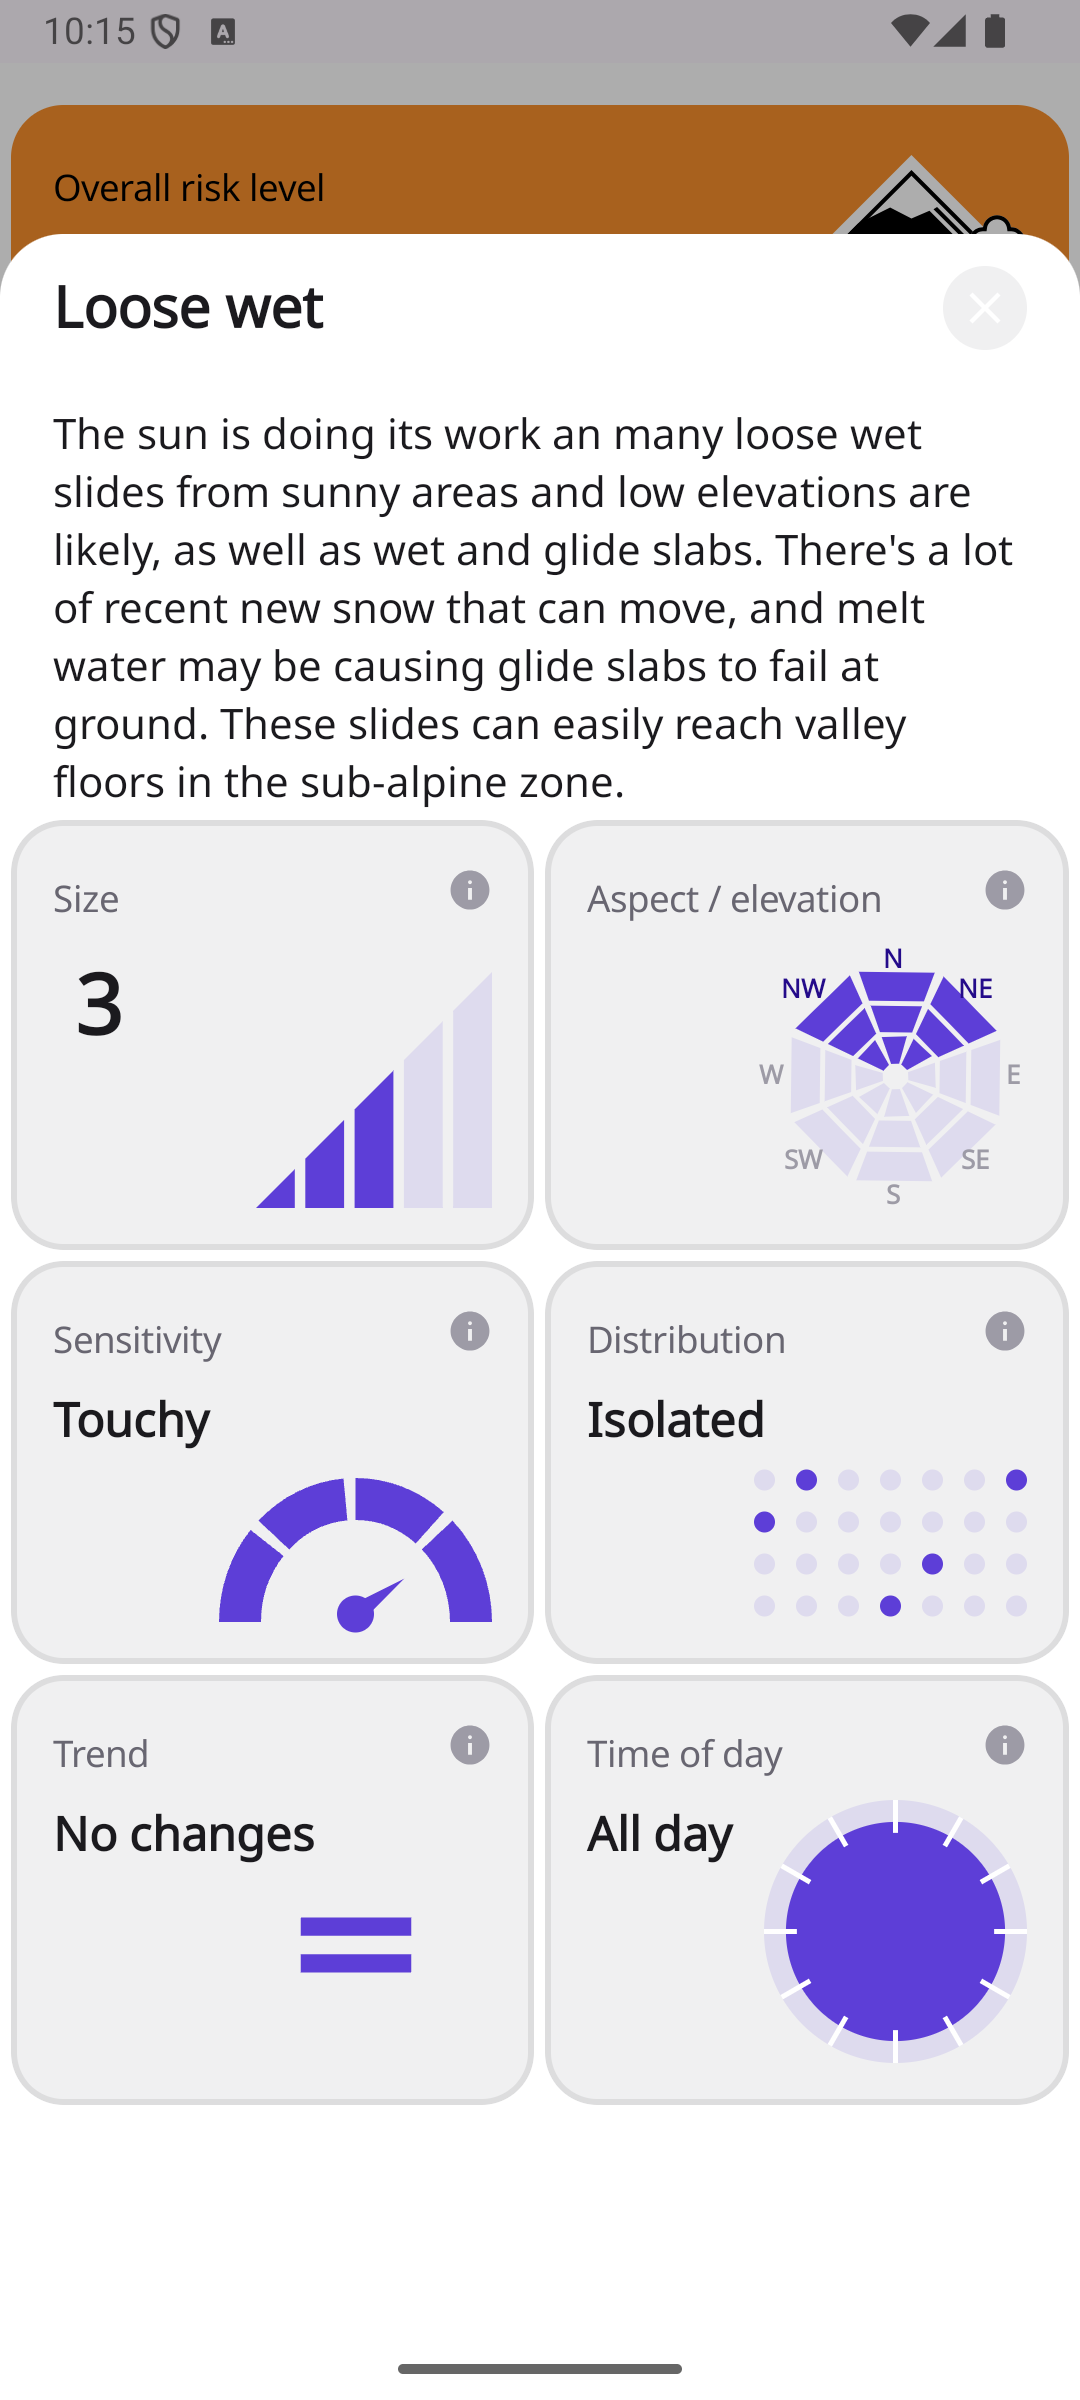 10:15
Overall risk level
Loose wet
The sun is doing its work an many loose wet
slides from sunny areas and low elevations are
likely, as well as wet and glide slabs. There's a lot
of recent new snow that can move, and melt
water may be causing glide slabs to fail at
ground. These slides can easily reach valley
floors in the sub-alpine zone.
Size
3
Aspect / elevation
N
NW
NE
W
E
SW
SE
S
Sensitivity
Touchy
Distribution
Isolated
Trend
No changes
Time of day
All day